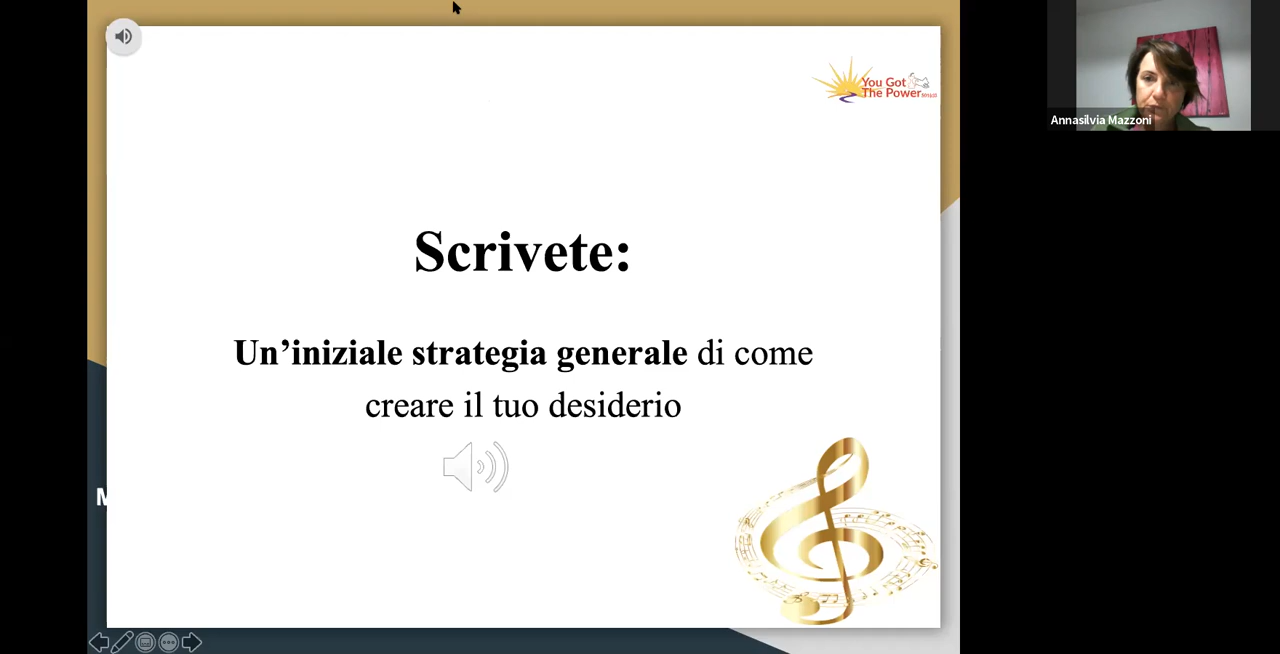 You Got
The Power
Annasilvia Mazzoni
Scrivete:
Un’iniziale strategia generale di come
creare il tuo desiderio
M